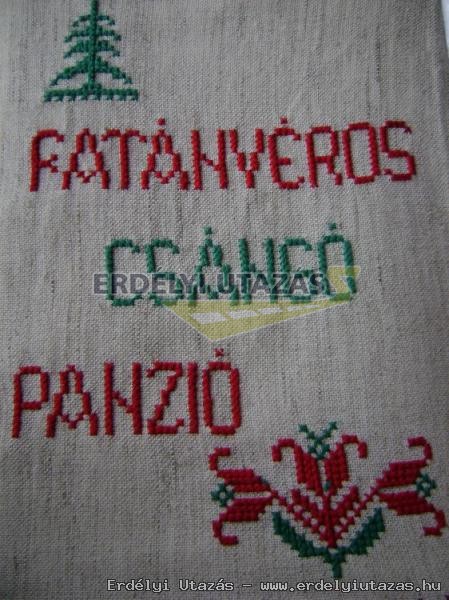 FATÁNYÉROS
CSÁNGÓ
ERDÉLYI UTAZÁS
PANZIÓ
Erdélyi Utazás - www.erdelyiutazas.hu